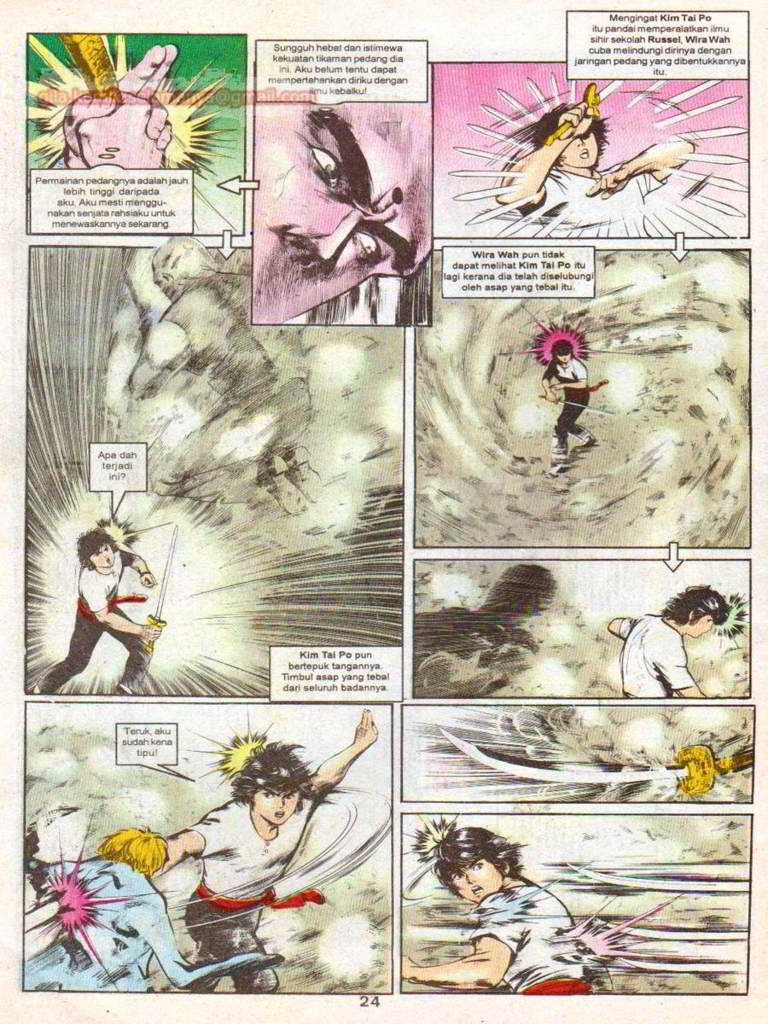 Sungguh hebat dan istimewa
kekuatan tikaman pedang dia
ini. Aku belum tentu dapat
mempertahankan diriku dengan
ilmu kebalku!
Permainan pedangnya adalah jauh
lebih tinggi daripada
aku. Aku mesti menggu-
nakan senjata rahsiaku untuk
menewaskannya sekarang.
Mengingat Kim Tai Po
itu pandai memperalatkan ilmu
sihir sekolah Russel, Wira Wah
cuba melindungi dirinya dengan
jaringan pedang yang dibentukkannya
itu.
Apa dah
terjadi
ini?
Kim Tai Po pun
bertepuk tangannya.
Timbul asap yang tebal
dari seluruh badannya.
Wira Wah pun tidak
dapat melihat Kim Tai Po itu
lagi kerana dia telah diselubungi
oleh asap yang tebal itu.
Teruk, aku
sudah kena
tipu!
24